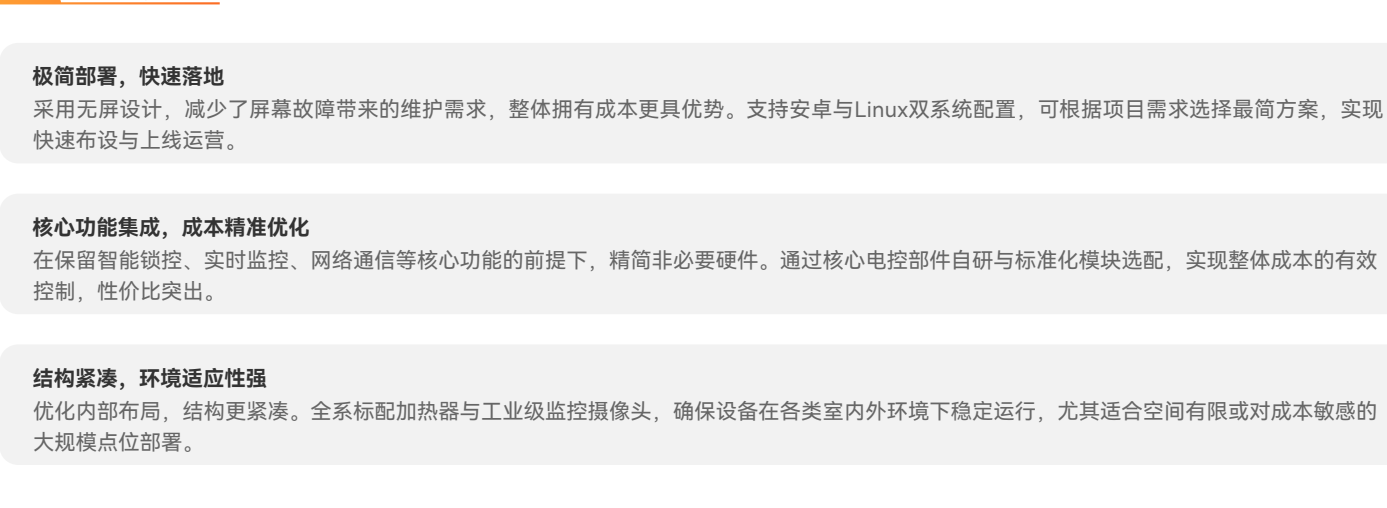 极简部署，快速落地
采用无屏设计，减少了屏幕故障带来的维护需求，整体拥有成本更具优势。支持安卓与Linux双系统配置，可根据项目需求选择最简方案，实现
快速布设与上线运营。
核心功能集成，成本精准优化
在保留智能锁控、实时监控、网络通信等核心功能的前提下，精简非必要硬件。通过核心电控部件自研与标准化模块选配，实现整体成本的有效
控制，性价比突出。
结构紧凑，环境适应性强
优化内部布局，结构更紧凑。全系标配加热器与工业级监控摄像头，确保设备在各类室内外环境下稳定运行，尤其适合空间有限或对成本敏感的
大规模点位部署。